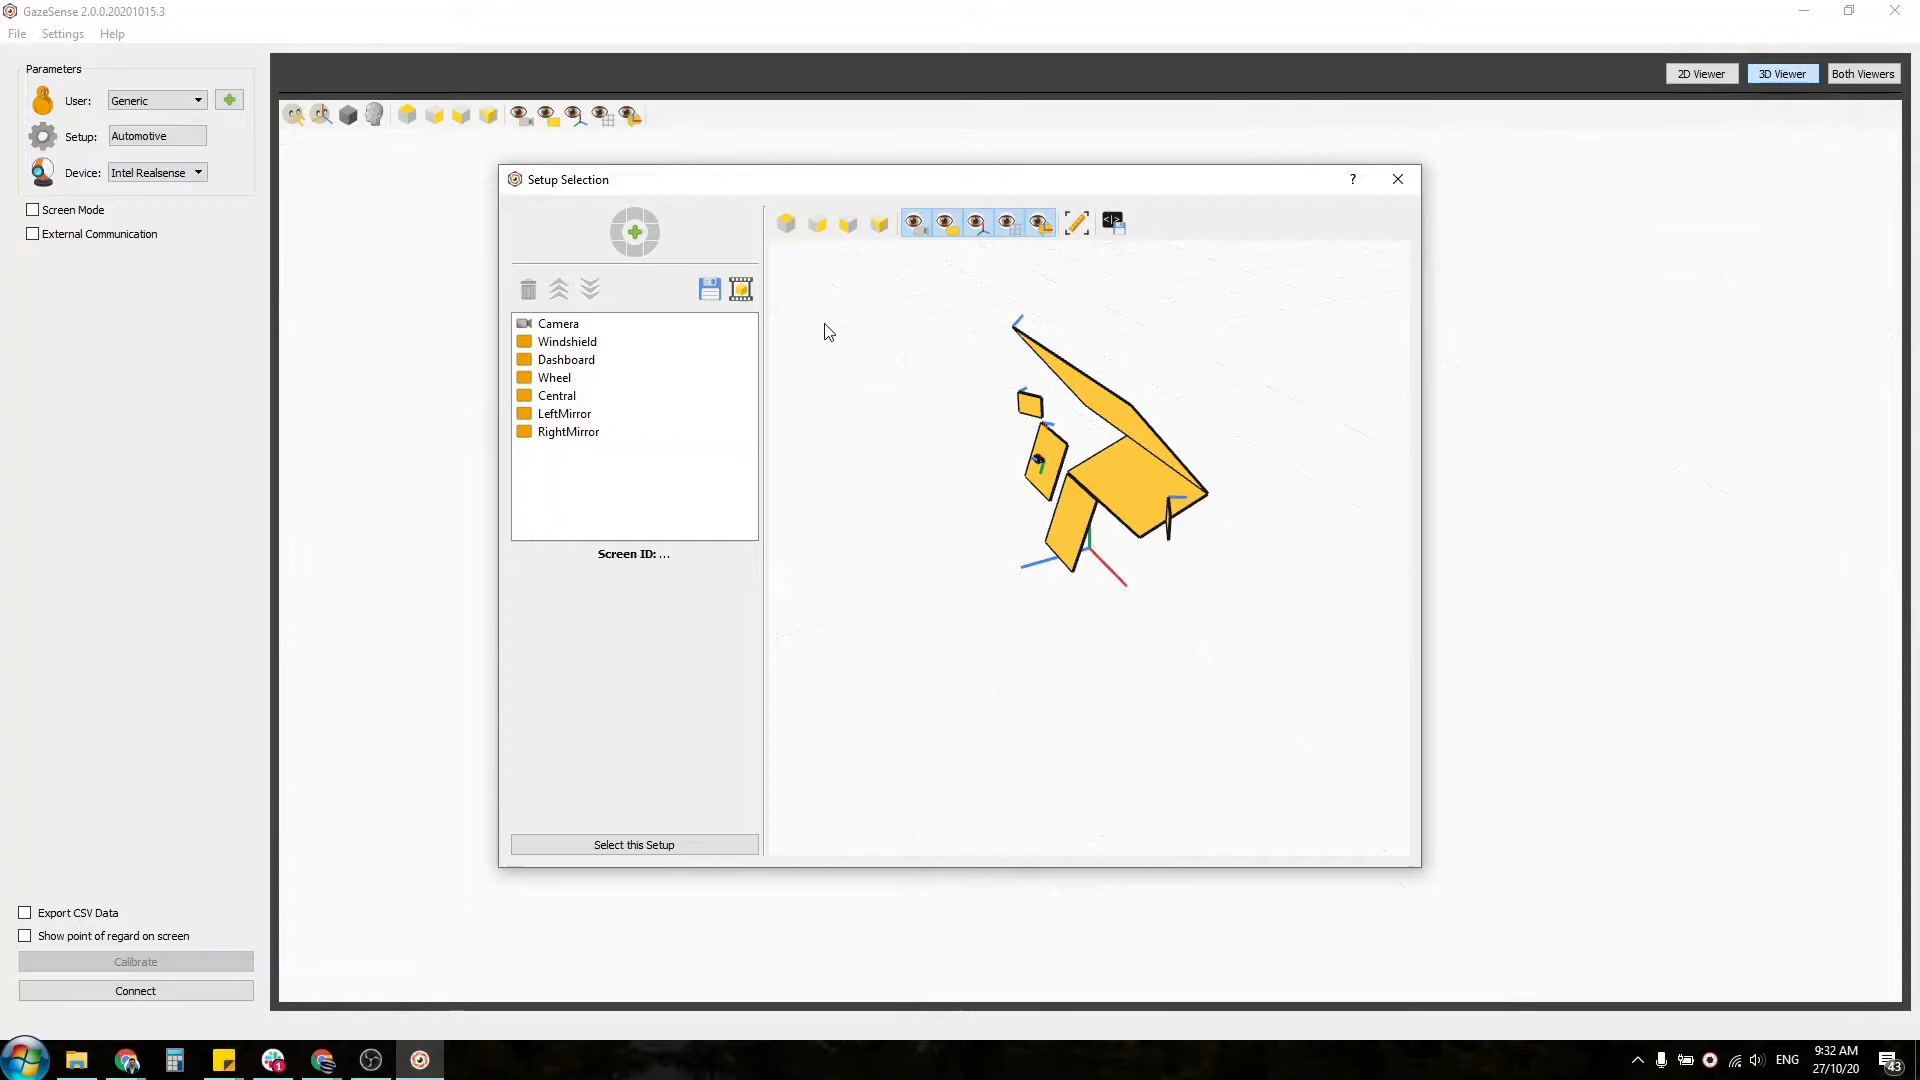 GazeSense 2.0.0.20201015.3
File Settings Help
Parameters
User: Generic
Setup: Automotive
Device: Intel Realsense
Screen Mode
External Communication
2D Viewer 3D Viewer Both Viewers
Setup Selection
?
Camera
Windshield
Dashboard
Wheel
Central
LeftMirror
RightMirror
Screen ID: ...
Select this Setup
Export CSV Data
Show point of regard on screen
Calibrate
Connect
1
ENG
9:32 AM
27/10/20
43